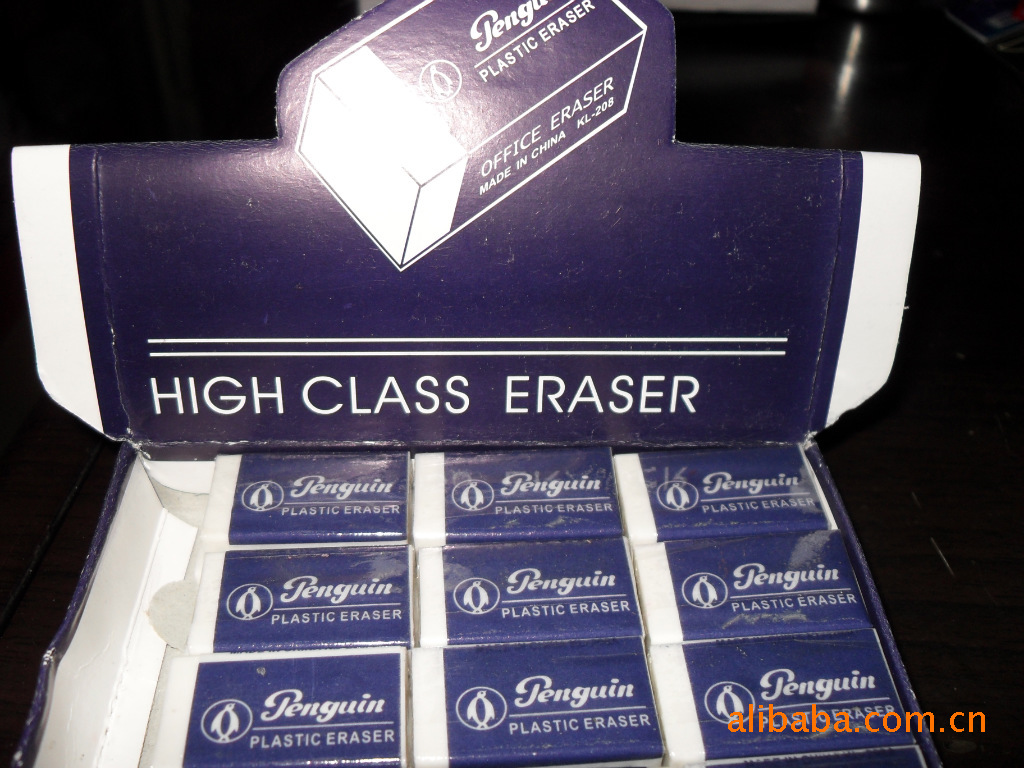 Pengu
PLASTIC ERASER
OFFICE ERASER
MADE IN CHINA KL-208
HIGH CLASS ERASER
Penguin
PLASTIC ERASER
Penguin
PLASTIC ERASER
Penguin
PLASTIC ERASER
Penguin
PLASTIC ERASER
Penguin
PLASTIC ERASER
Penguin
PLASTIC ERASER
Penguin
PLASTIC ERASER
Penguin
PLASTIC ERASER
Penguin
ERASER
alibaba.com.cn